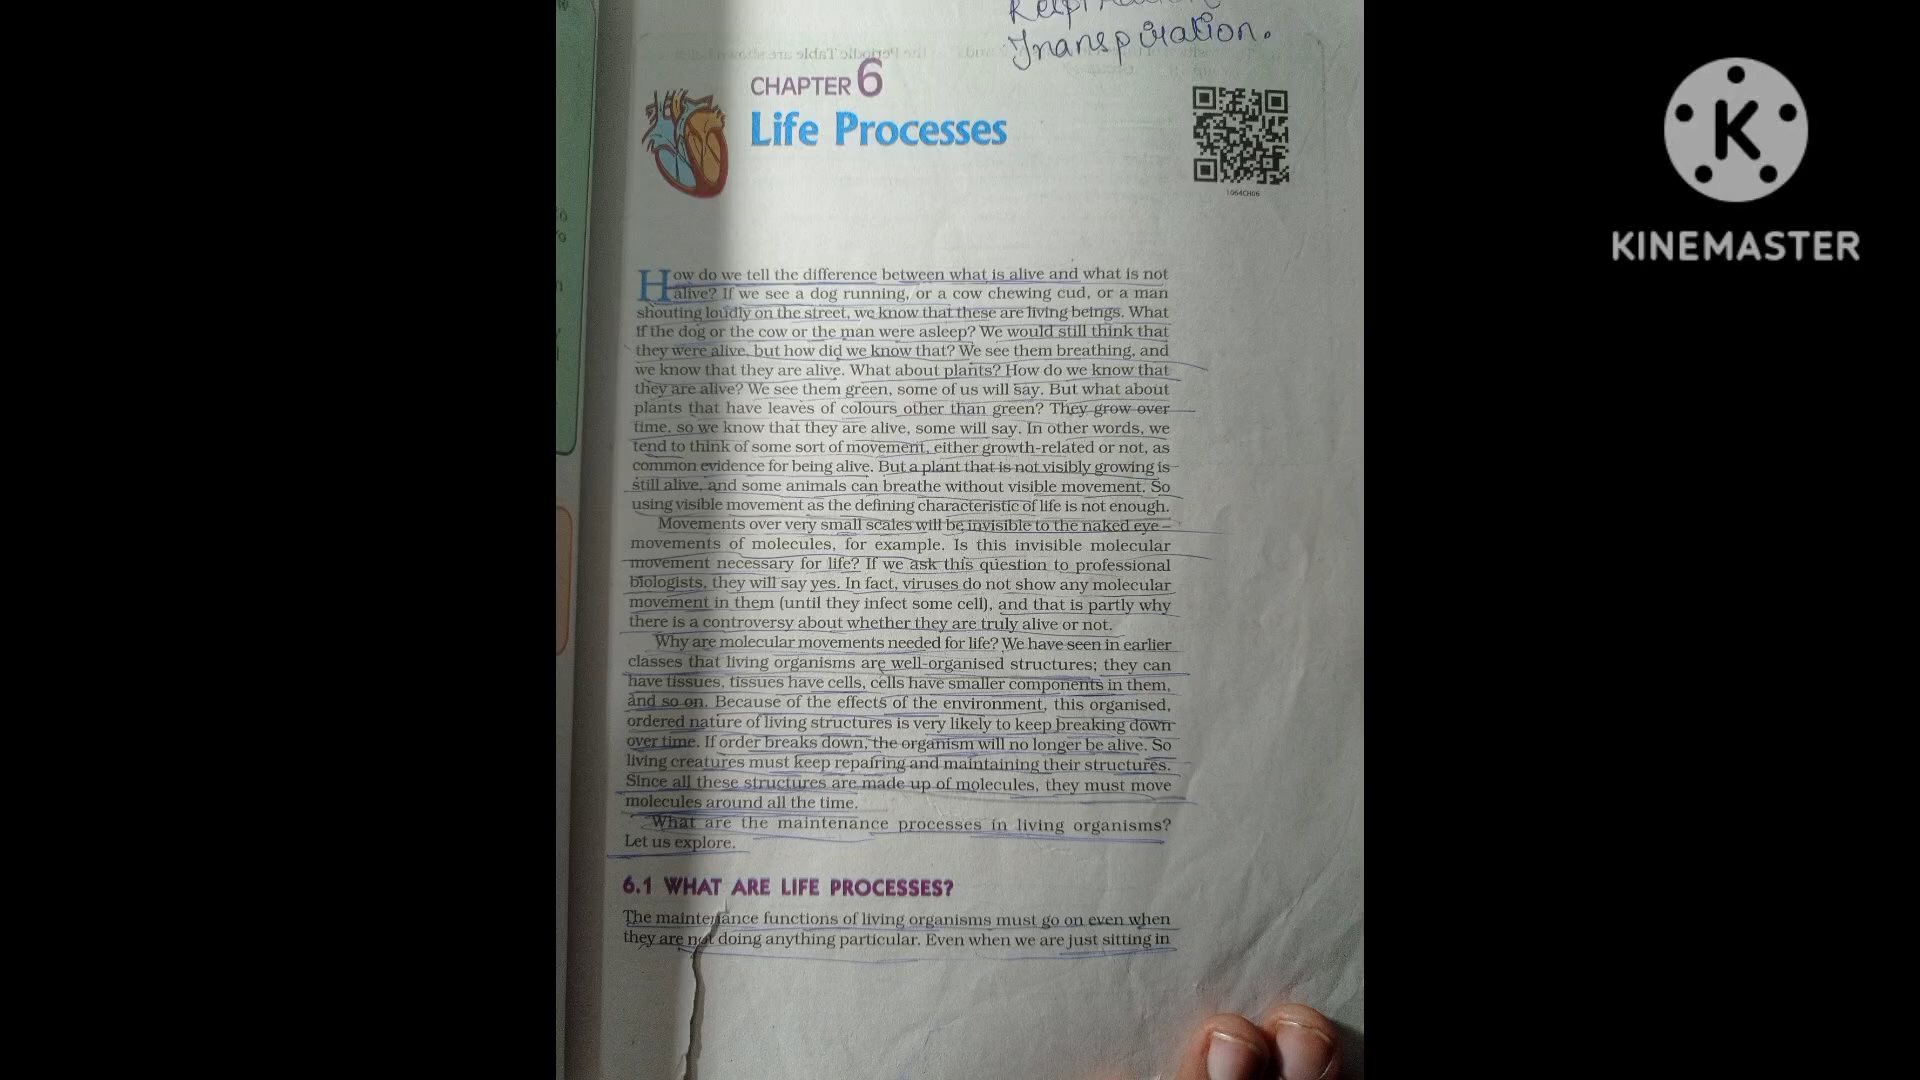 Transpiration.
CHAPTER 6
Life Processes
1064CH06
K
KINEMASTER
How do we tell the difference between what is alive and what is not
alive? If we see a dog running, or a cow chewing cud, or a man
shouting loudly on the street, we know that these are living beings. What
if the dog or the cow or the man were asleep? We would still think that
they were alive, but how did we know that? We see them breathing, and
we know that they are alive. What about plants? How do we know that
they are alive? We see them green, some of us will say. But what about
plants that have leaves of colours other than green? They grow over
time, so we know that they are alive, some will say. In other words, we
tend to think of some sort of movement, either growth-related or not, as
common evidence for being alive. But a plant that is not visibly growing is
still alive, and some animals can breathe without visible movement. So
using visible movement as the defining characteristic of life is not enough.
Movements over very small scales will be invisible to the naked eye –
movements of molecules, for example. Is this invisible molecular
movement necessary for life? If we ask this question to professional
biologists, they will say yes. In fact, viruses do not show any molecular
movement in them (until they infect some cell), and that is partly why
there is a controversy about whether they are truly alive or not.
Why are molecular movements needed for life? We have seen in earlier
classes that living organisms are well-organised structures; they can
have tissues, tissues have cells, cells have smaller components in them,
and so on. Because of the effects of the environment, this organised,
ordered nature of living structures is very likely to keep breaking down
over time. If order breaks down, the organism will no longer be alive. So
living creatures must keep repairing and maintaining their structures.
Since all these structures are made up of molecules, they must move
molecules around all the time.
What are the maintenance processes in living organisms?
Let us explore.
6.1 WHAT ARE LIFE PROCESSES?
The maintenance functions of living organisms must go on even when
they are not doing anything particular. Even when we are just sitting in